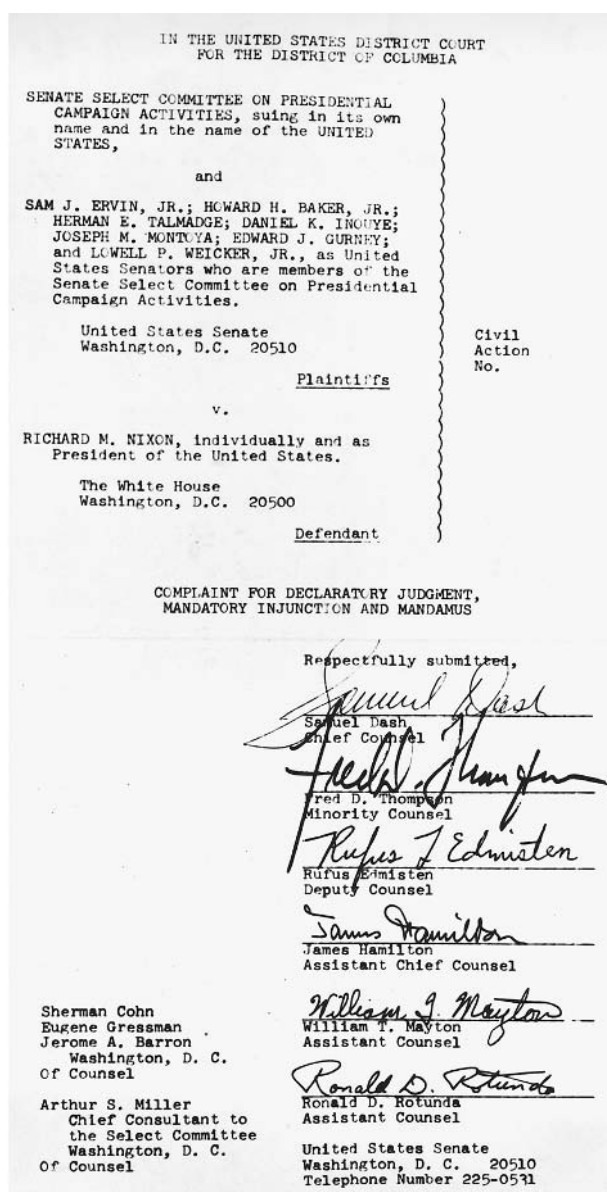 IN THE UNITED STATES DISTRICT COURT
FOR THE DISTRICT OF COLUMBIA
SENATE SELECT COMMITTEE ON PRESIDENTIAL
CAMPAIGN ACTIVITIES, suing in its own
name and in the name of the UNITED
STATES,
and
SAM J. ERVIN, JR.; HOWARD H. BAKER, JR.;
HERMAN E. TALMADGE; DANIEL K. INOUYE;
JOSEPH M. MONTOYA; EDWARD J. GURNEY;
and LOWELL P. WEICKER, JR., as United
States Senators who are members of the
Senate Select Committee on Presidential
Campaign Activities.
United States Senate
Washington, D.C. 20510
Plaintiffs
v.
RICHARD M. NIXON, individually and as
President of the United States.
The White House
Washington, D.C. 20500
Defendant
Civil
Action
No.
COMPLAINT FOR DECLARATORY JUDGMENT,
MANDATORY INJUNCTION AND MANDAMUS
Respectfully submitted,
Samuel Dash
Samuel Dash
Chief Counsel
Fred D. Thompson
Fred D. Thompson
Minority Counsel
Rufus L Edmisten
Rufus Edmisten
Deputy Counsel
James Hamilton
James Hamilton
Assistant Chief Counsel
William T. Mayton
William T. Mayton
Assistant Counsel
Ronald D. Rotunda
Ronald D. Rotunda
Assistant Counsel
United States Senate
Washington, D. C. 20510
Telephone Number 225-0531
Sherman Cohn
Eugene Gressman
Jerome A. Barron
Washington, D. C.
Of Counsel
Arthur S. Miller
Chief Consultant to
the Select Committee
Washington, D. C.
Of Counsel